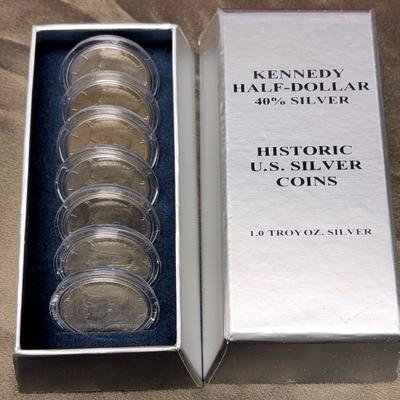 KENNEDY
HALF-DOLLAR
40% SILVER
HISTORIC
U.S. SILVER
COINS
1.0 TROY OZ. SILVER